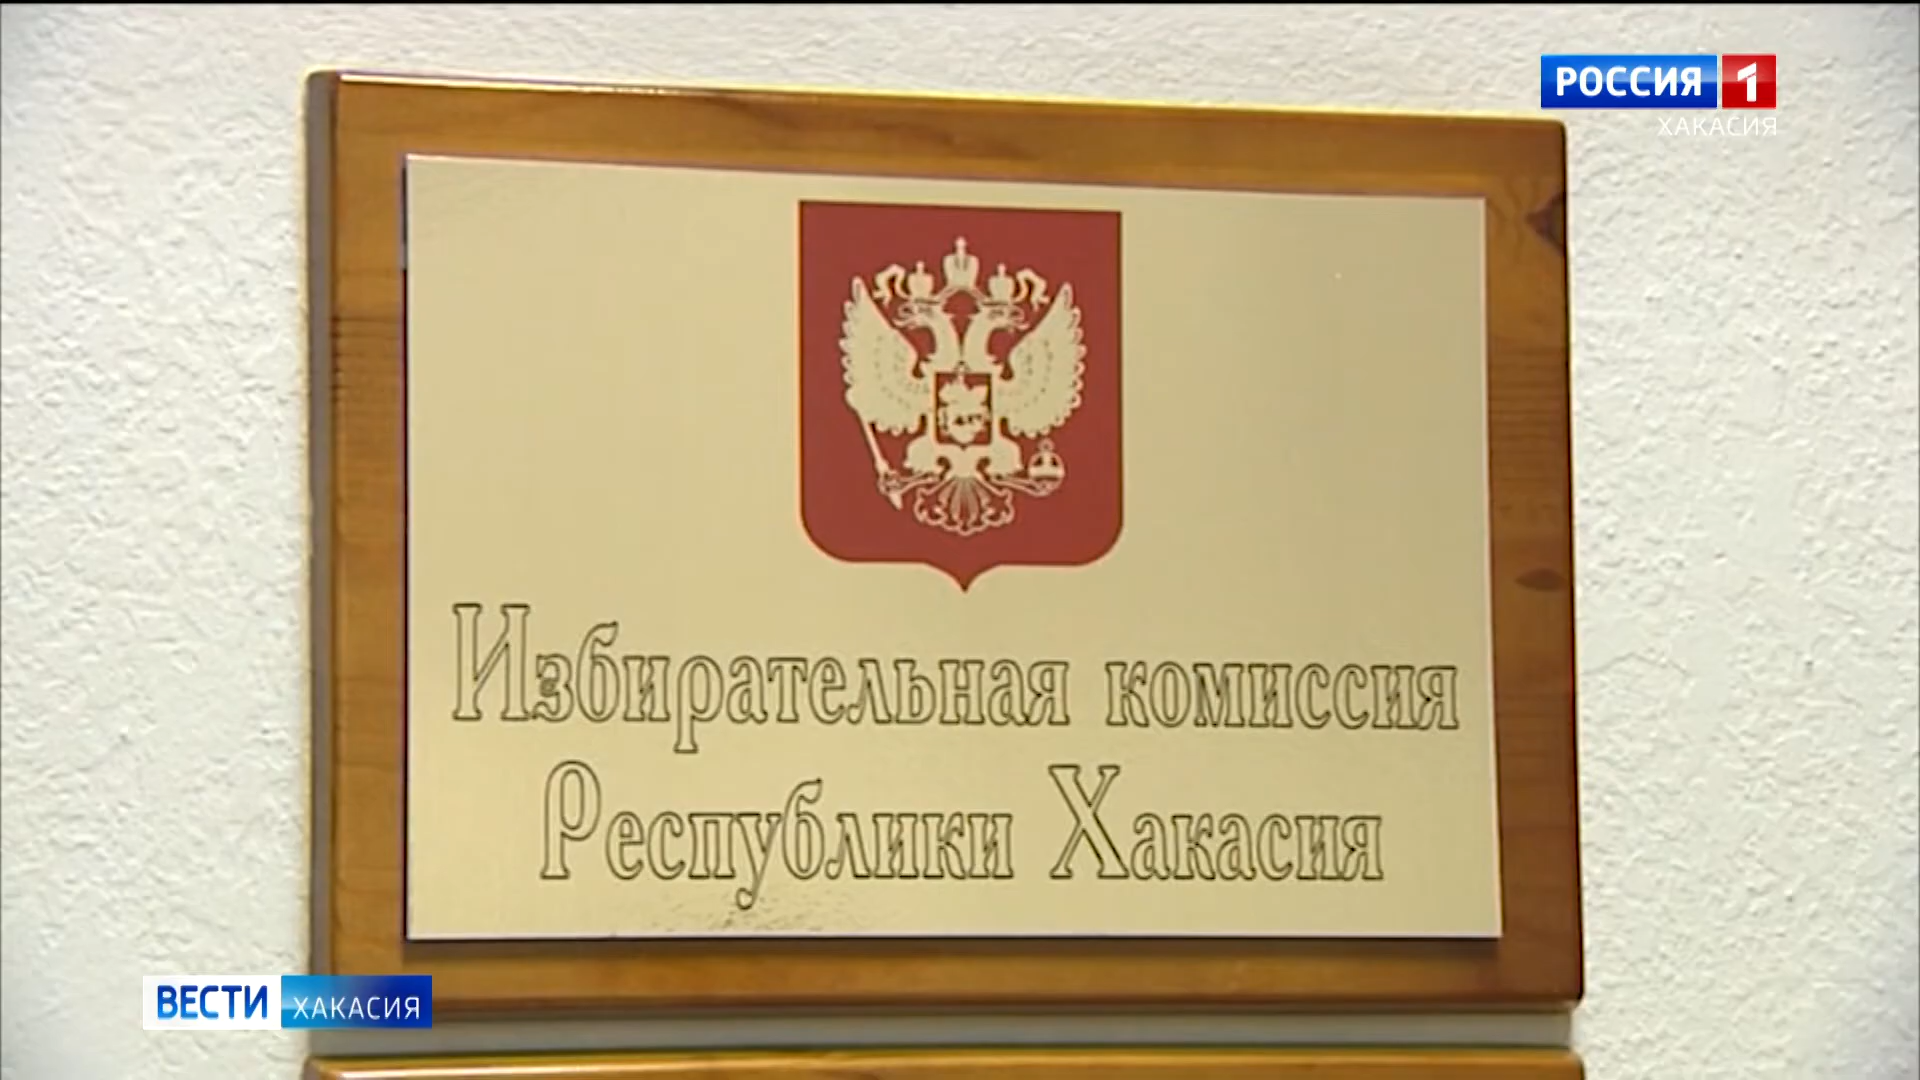 РОССИЯ 1
ХАКАСИЯ
Избирательная комиссия
Республики Хакасия
ВЕСТИ ХАКАСИЯ